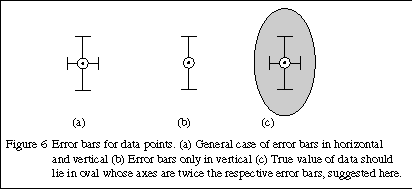 (a) (b) (c)
Figure 6 Error bars for data points. (a) General case of error bars in horizontal
and vertical (b) Error bars only in vertical (c) True value of data should
lie in oval whose axes are twice the respective error bars, suggested here.